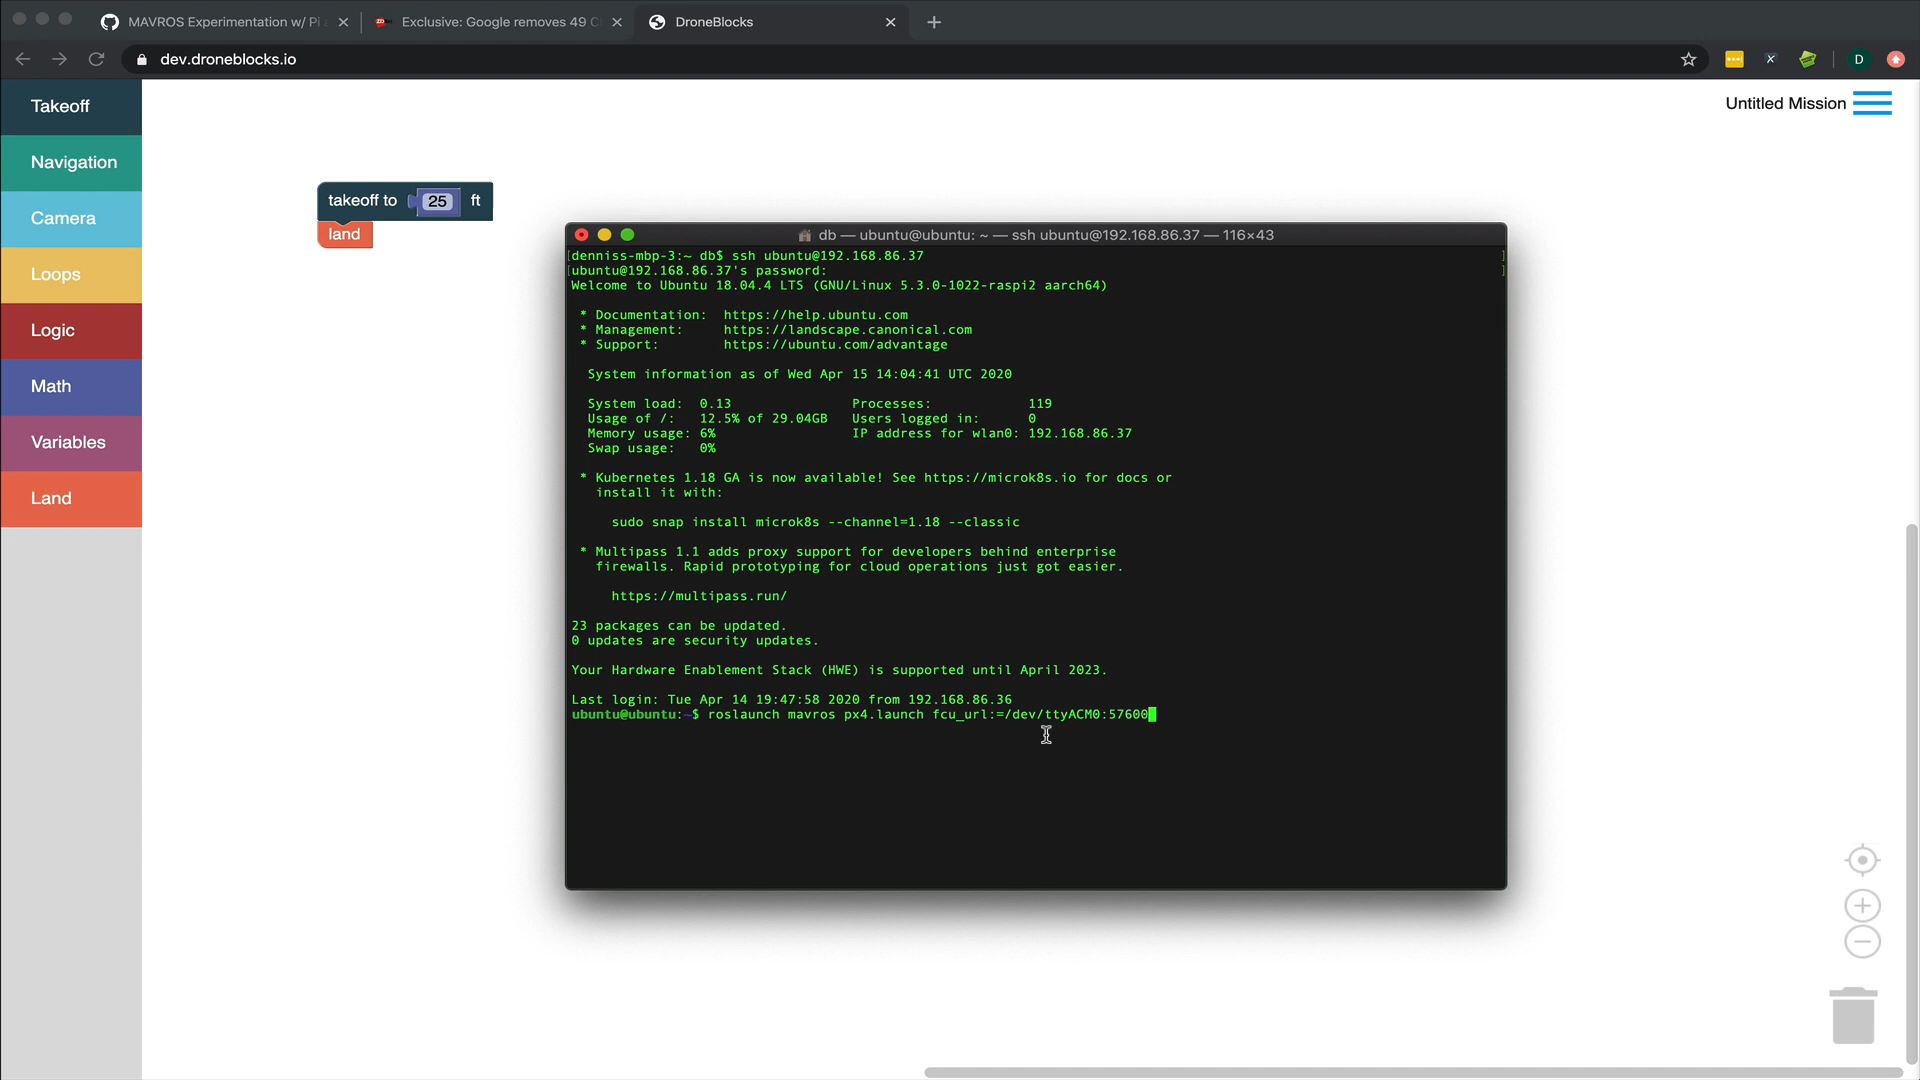 MAVROS Experimentation w/ Pi
Exclusive: Google removes 49 C
DroneBlocks
dev.droneblocks.io
D
Takeoff
Navigation
Camera
Loops
Logic
Math
Variables
Land
Untitled Mission
takeoff to 25 ft
land
db — ubuntu@ubuntu: ~ — ssh ubuntu@192.168.86.37 — 116×43
[denniss-mbp-3:~ db$ ssh ubuntu@192.168.86.37 ]
[ubuntu@192.168.86.37's password: ]
Welcome to Ubuntu 18.04.4 LTS (GNU/Linux 5.3.0-1022-raspi2 aarch64)
* Documentation: https://help.ubuntu.com
* Management: https://landscape.canonical.com
* Support: https://ubuntu.com/advantage
System information as of Wed Apr 15 14:04:41 UTC 2020
System load: 0.13 Processes: 119
Usage of /: 12.5% of 29.04GB Users logged in: 0
Memory usage: 6% IP address for wlan0: 192.168.86.37
Swap usage: 0%
* Kubernetes 1.18 GA is now available! See https://microk8s.io for docs or
install it with:
sudo snap install microk8s --channel=1.18 --classic
* Multipass 1.1 adds proxy support for developers behind enterprise
firewalls. Rapid prototyping for cloud operations just got easier.
https://multipass.run/
23 packages can be updated.
0 updates are security updates.
Your Hardware Enablement Stack (HWE) is supported until April 2023.
Last login: Tue Apr 14 19:47:58 2020 from 192.168.86.36
ubuntu@ubuntu:~$ roslaunch mavros px4.launch fcu_url:=/dev/ttyACM0:57600